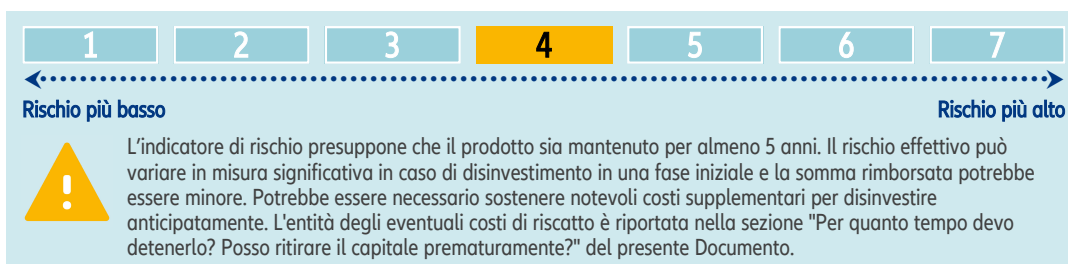 1 2 3 4 5 6 7
Rischio più basso Rischio più alto
L'indicatore di rischio presuppone che il prodotto sia mantenuto per almeno 5 anni. Il rischio effettivo può
variare in misura significativa in caso di disinvestimento in una fase iniziale e la somma rimborsata potrebbe
essere minore. Potrebbe essere necessario sostenere notevoli costi supplementari per disinvestire
anticipatamente. L'entità degli eventuali costi di riscatto è riportata nella sezione "Per quanto tempo devo
detenerlo? Posso ritirare il capitale prematuramente?" del presente Documento.